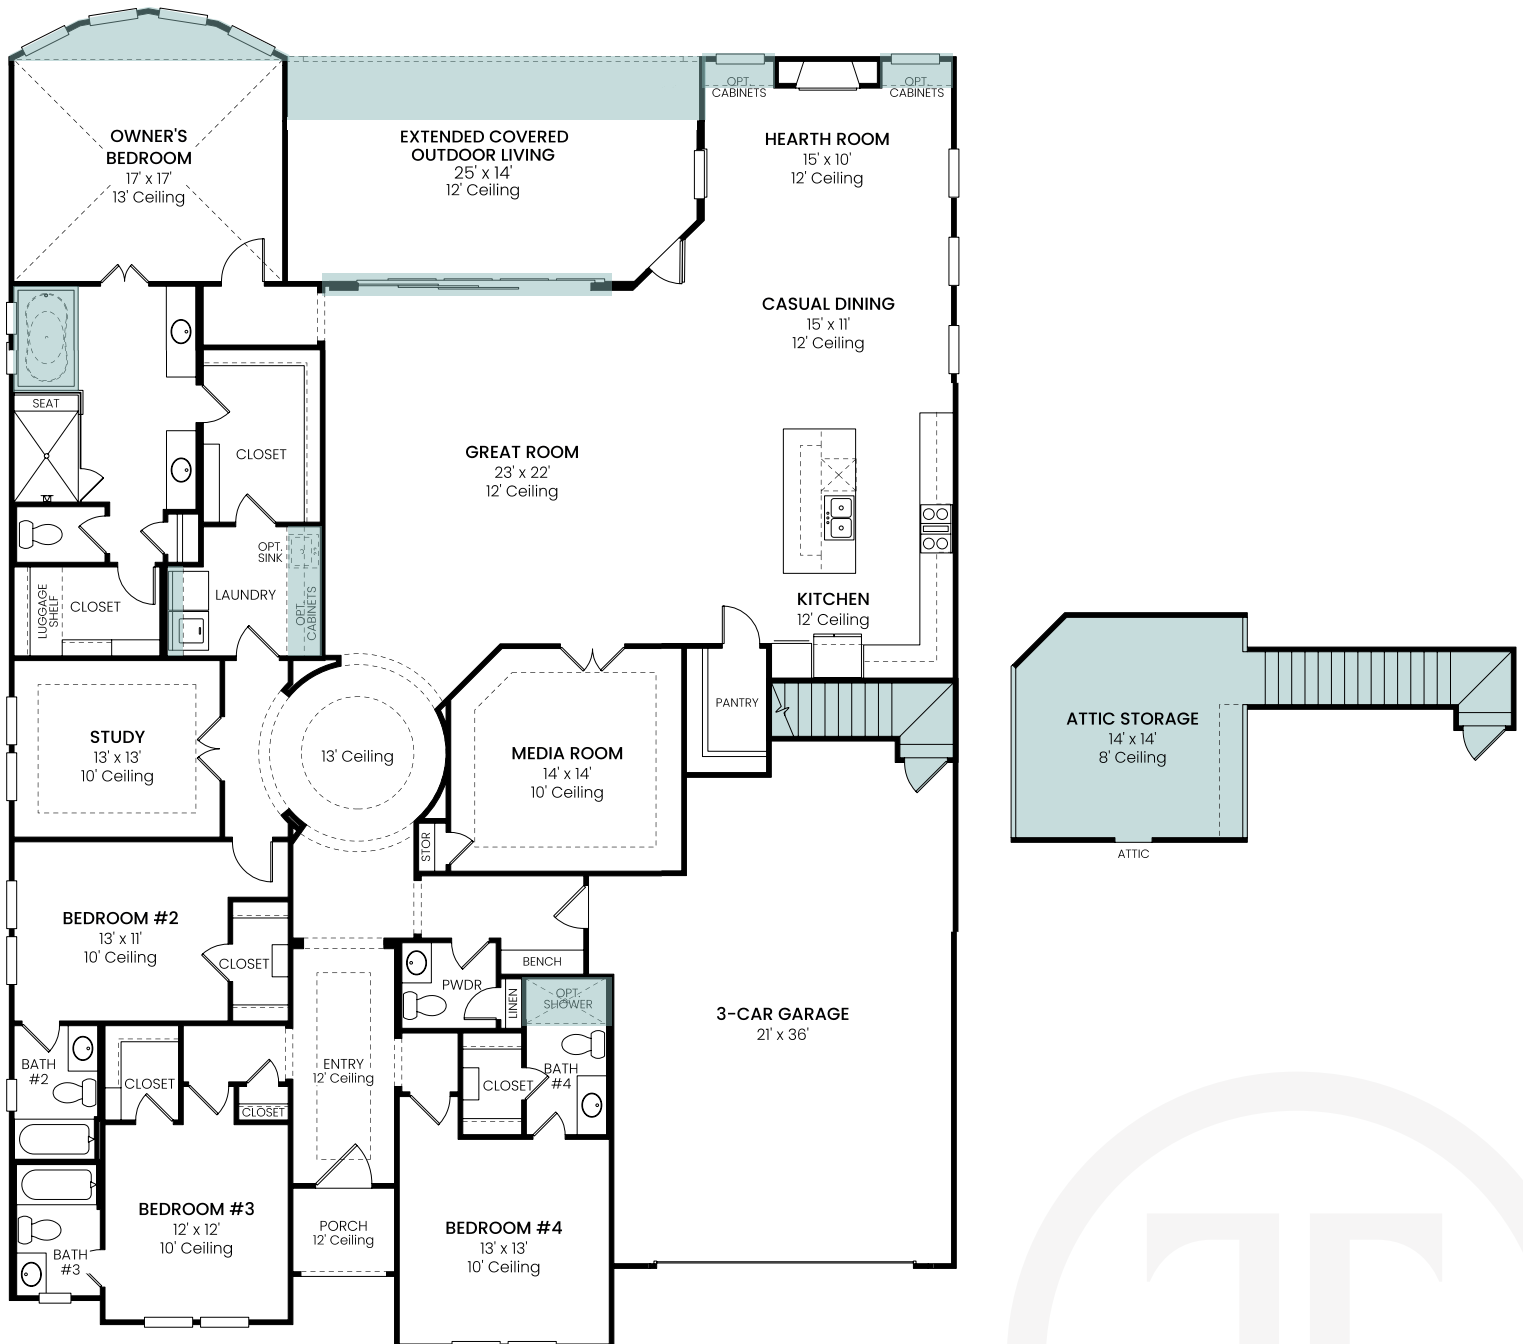 OPT.
CABINETS
OPT.
CABINETS
OWNER'S
BEDROOM
17' x 17'
13' Ceiling
EXTENDED COVERED
OUTDOOR LIVING
25' x 14'
12' Ceiling
HEARTH ROOM
15' x 10'
12' Ceiling
CASUAL DINING
15' x 11'
12' Ceiling
SEAT
CLOSET
GREAT ROOM
23' x 22'
12' Ceiling
OPT.
SINK
LAUNDRY
OPT.
CABINETS
LUGGAGE
SHELF
CLOSET
KITCHEN
12' Ceiling
PANTRY
STUDY
13' x 13'
10' Ceiling
13' Ceiling
MEDIA ROOM
14' x 14'
10' Ceiling
ATTIC STORAGE
14' x 14'
8' Ceiling
ATTIC
STOR
BEDROOM #2
13' x 11'
10' Ceiling
CLOSET
BENCH
PWDR
LINEN
OPT.
SHOWER
3-CAR GARAGE
21' x 36'
BATH
#2
CLOSET
CLOSET
ENTRY
12' Ceiling
CLOSET
BATH
#4
BEDROOM #3
12' x 12'
10' Ceiling
PORCH
12' Ceiling
BEDROOM #4
13' x 13'
10' Ceiling
BATH
#3